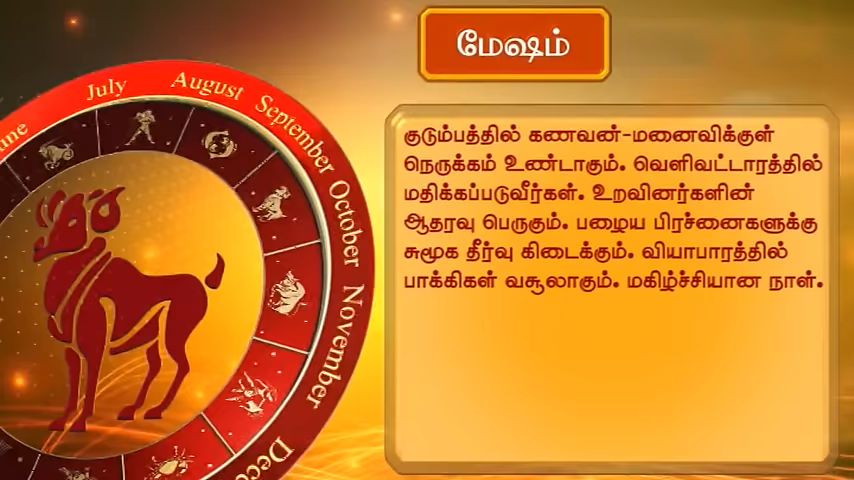 மேஷம்
குடும்பத்தில் கணவன்-மனைவிக்குள்
நெருக்கம் உண்டாகும். வெளிவட்டாரத்தில்
மதிக்கப்படுவீர்கள். உறவினர்களின்
ஆதரவு பெருகும். பழைய பிரச்னைகளுக்கு
சுமூக தீர்வு கிடைக்கும். வியாபாரத்தில்
பாக்கிகள் வசூலாகும். மகிழ்ச்சியான நாள்.
July
August
September
October
November